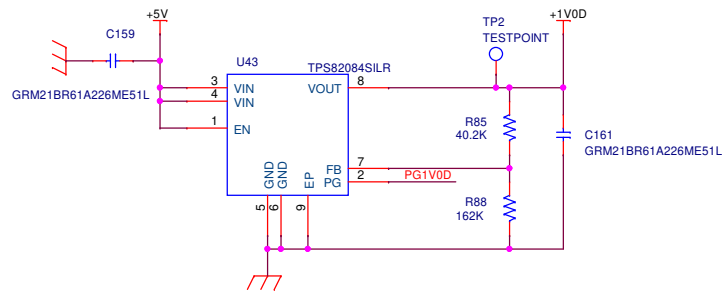 +5V
+1V0D
TP2
TESTPOINT
C159
GRM21BR61A226ME51L
U43
TPS82084SILR
3
VIN
4
VIN
1
EN
VOUT
8
FB
7
PG
2
PG1V0D
GND
GND
EP
5
6
9
R85
40.2K
R88
162K
C161
GRM21BR61A226ME51L